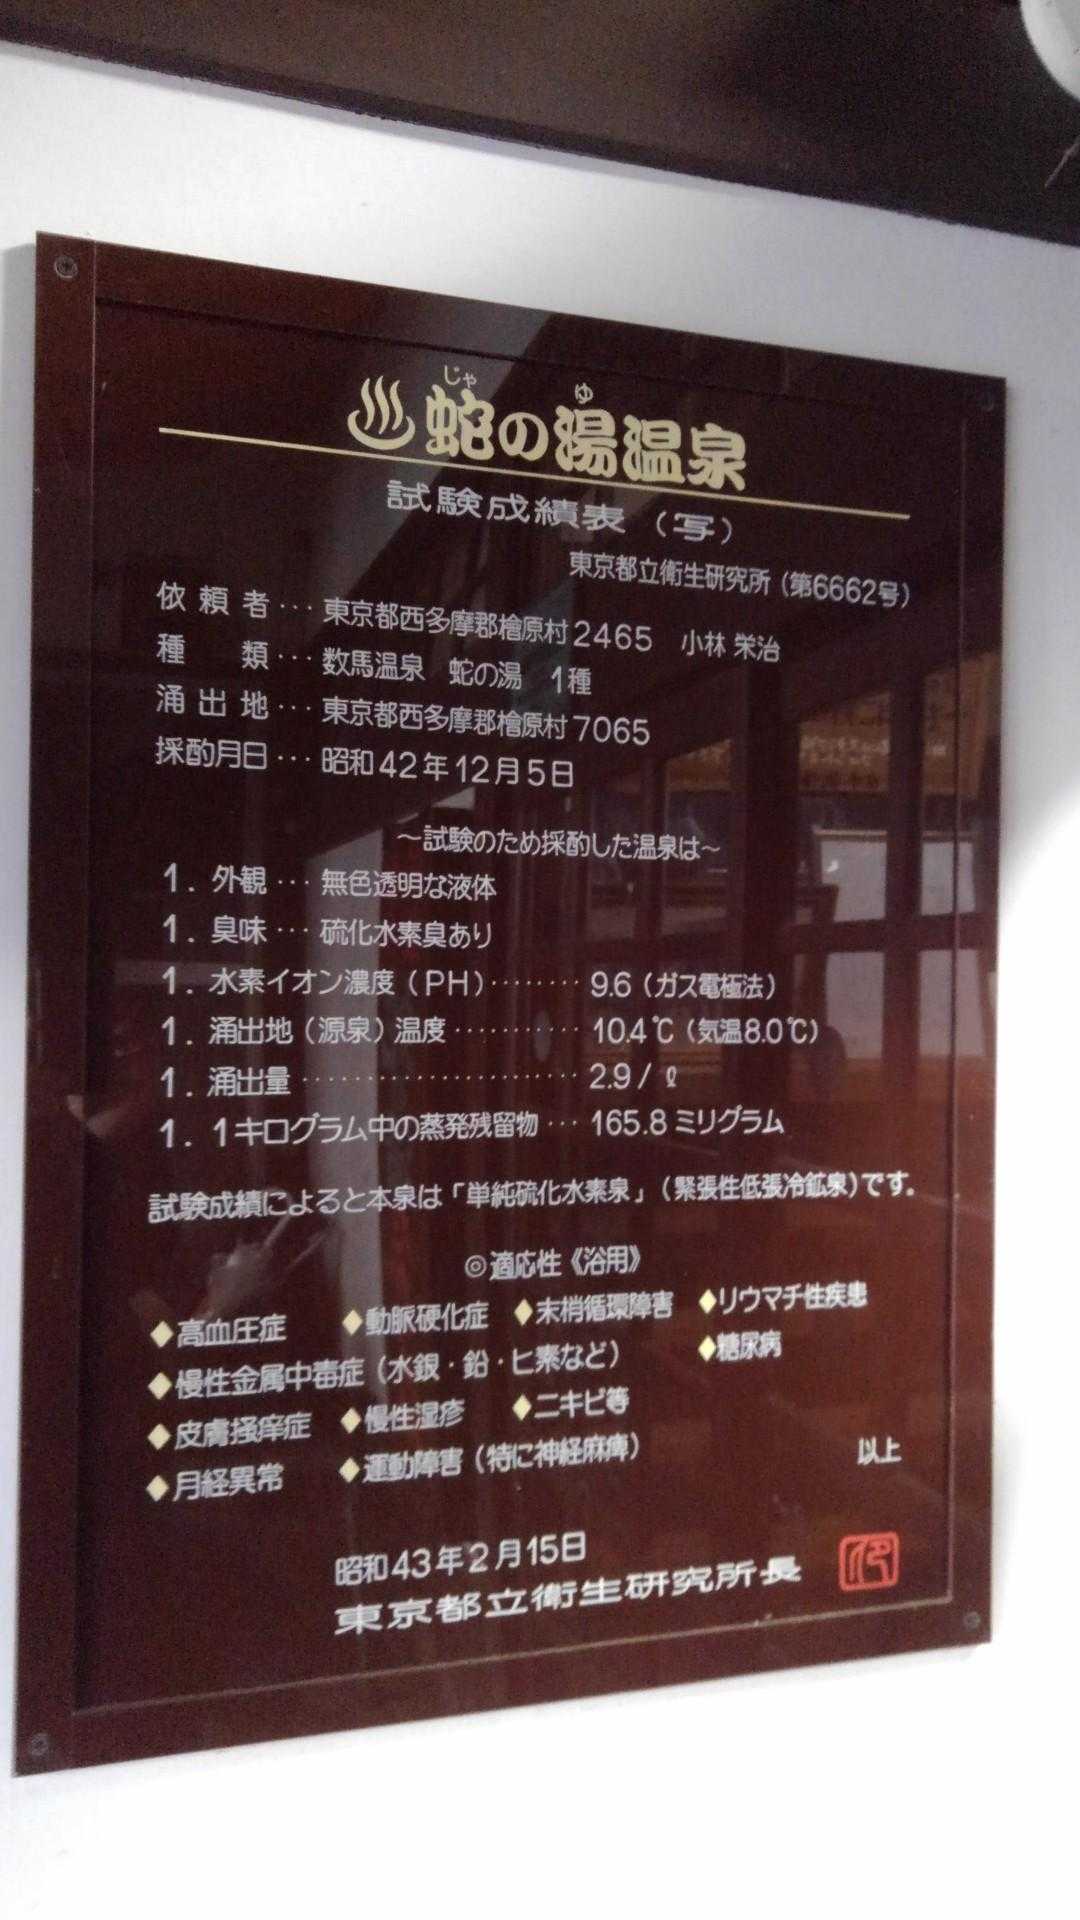 じゃ ゆ
♨蛇の湯温泉
試験成績表（写）
東京都立衛生研究所（第6662号）
依頼者…東京都西多摩郡檜原村2465 小林 栄治
種 類…数馬温泉 蛇の湯 1種
涌出地…東京都西多摩郡檜原村7065
採酌月日…昭和42年12月5日
～試験のため採酌した温泉は～
1．外観…無色透明な液体
1．臭味…硫化水素臭あり
1．水素イオン濃度（PH）………9.6（ガス電極法）
1．涌出地（源泉）温度…………10.4℃（気温8.0℃）
1．涌出量……………………2.9/ℓ
1．1キログラム中の蒸発残留物…165.8ミリグラム
試験成績によると本泉は「単純硫化水素泉」（緊張性低張冷鉱泉）です。
◎適応性《浴用》
◆高血圧症 ◆動脈硬化症 ◆末梢循環障害 ◆リウマチ性疾患
◆慢性金属中毒症（水銀・鉛・ヒ素など） ◆糖尿病
◆皮膚掻痒症 ◆慢性湿疹 ◆ニキビ等
◆月経異常 ◆運動障害（特に神経麻痺）
以上
昭和43年2月15日
東京都立衛生研究所長